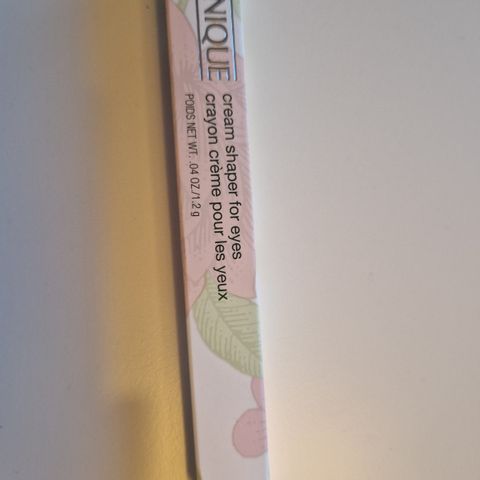 NIQUE
cream shaper for eyes
crayon crème pour les yeux
POIDS NET WT. .04 OZ./1.2 g